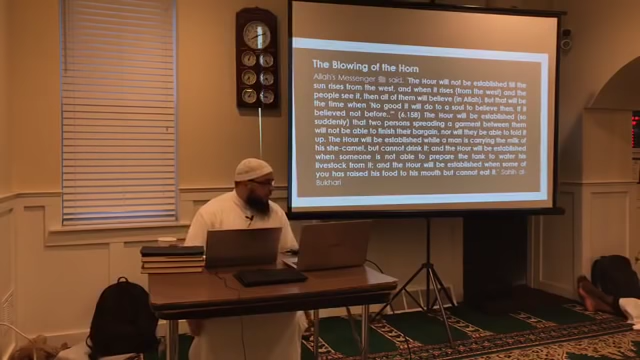 The Blowing of the Horn
Allah's Messenger ﷺ said, "The Hour will not be established till the
sun rises from the west, and when it rises (from the west) and the
people see it, then all of them will believe (in Allah). But that will be
the time when 'No good it will do to a soul to believe then, if it
believed not before..'" (6.158) The Hour will be established (so
suddenly) that two persons spreading a garment between them
will not be able to finish their bargain, nor will they be able to fold it
up. The Hour will be established while a man is carrying the milk of
his she-camel, but cannot drink it; and the Hour will be established
when someone is not able to prepare the tank to water his
livestock from it; and the Hour will be established when some of
you has raised his food to his mouth but cannot eat it." Sahih al-
Bukhari